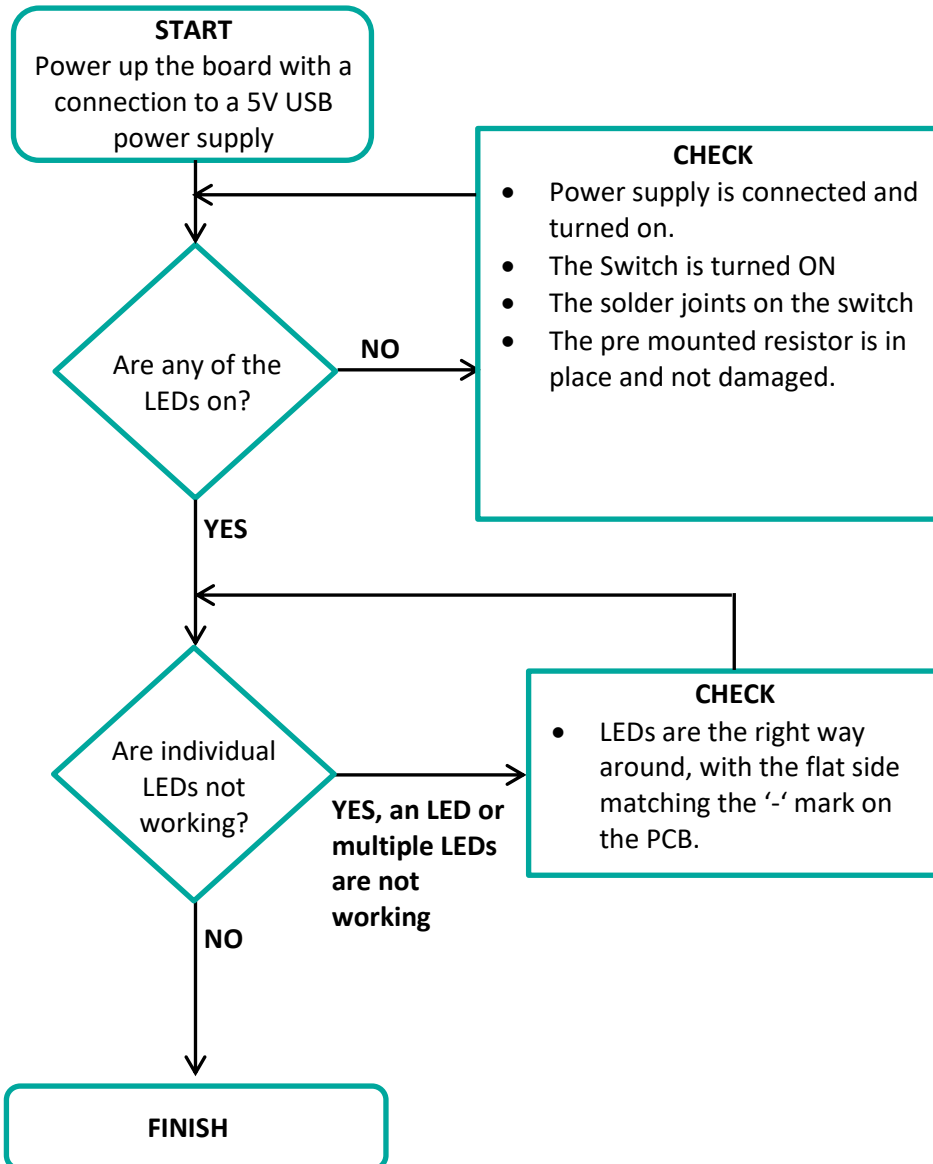 START
Power up the board with a
connection to a 5V USB
power supply
CHECK
• Power supply is connected and
turned on.
• The Switch is turned ON
• The solder joints on the switch
• The pre mounted resistor is in
place and not damaged.
Are any of the
LEDs on?
NO
YES
Are individual
LEDs not
working?
YES, an LED or
multiple LEDs
are not
working
CHECK
• LEDs are the right way
around, with the flat side
matching the ‘-‘ mark on
the PCB.
NO
FINISH